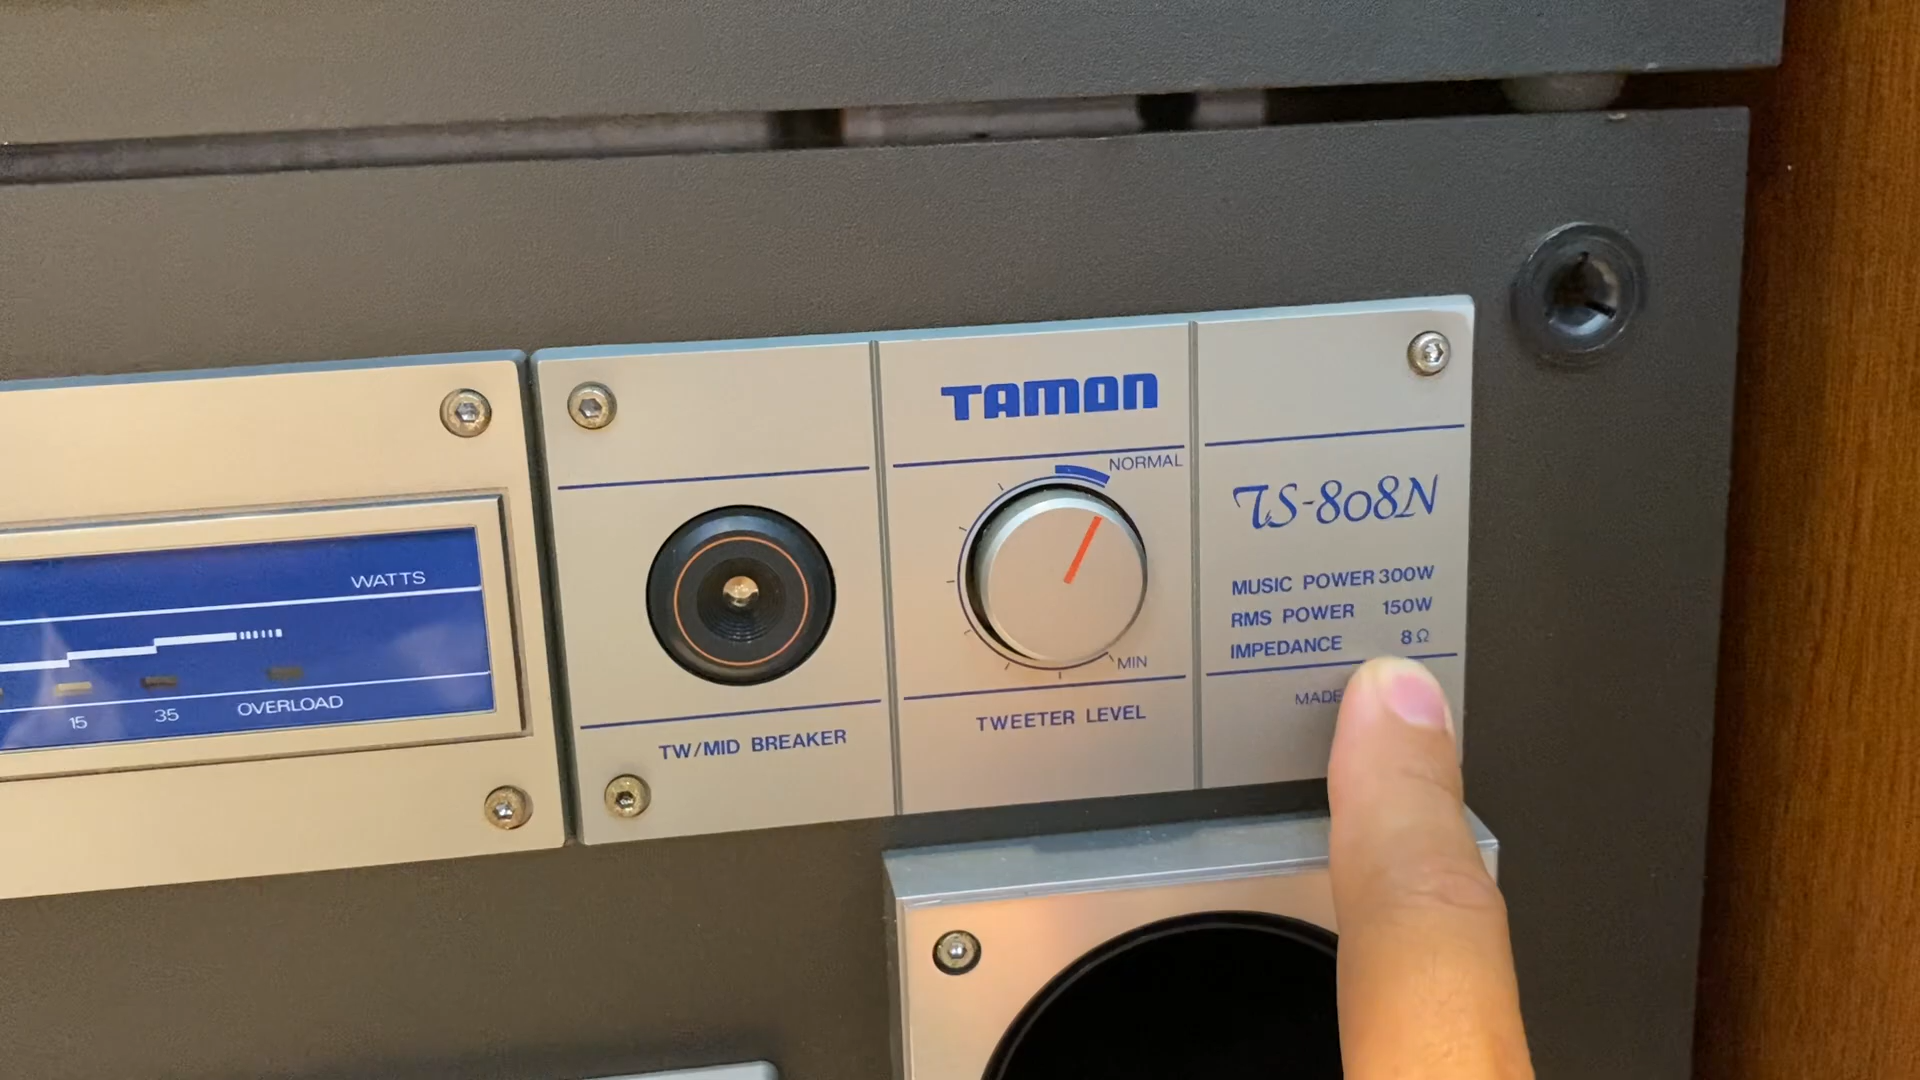 WATTS
15 35 OVERLOAD
TW/MID BREAKER
TAMON
NORMAL
MIN
TWEETER LEVEL
TS-808N
MUSIC POWER 300W
RMS POWER 150W
IMPEDANCE 8Ω
MADE